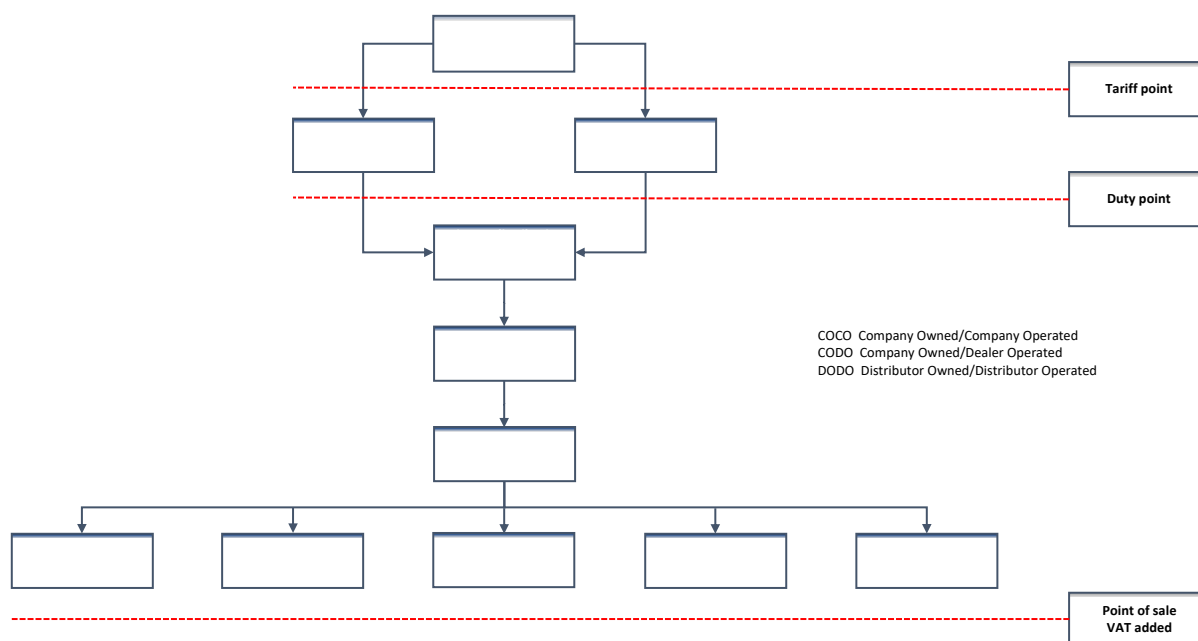 Tariff point
Duty point
COCO Company Owned/Company Operated
CODO Company Owned/Dealer Operated
DODO Distributor Owned/Distributor Operated
Point of sale
VAT added